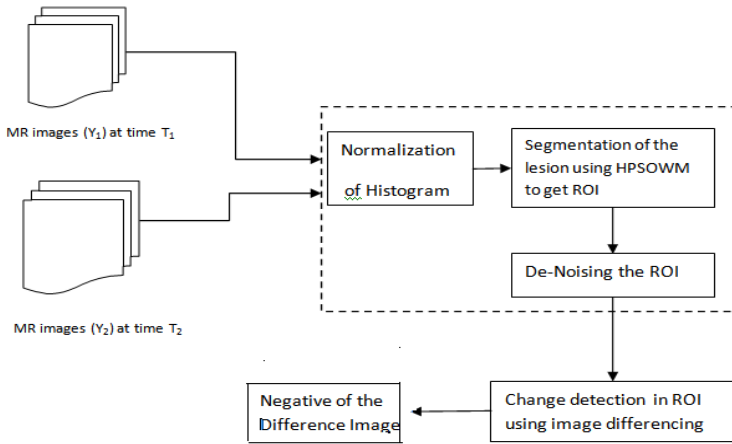 MR images (Y₁) at time T₁
MR images (Y₂) at time T₂
Normalization
of Histogram
Segmentation of the
lesion using HPSOWM
to get ROI
De-Noising the ROI
Change detection in ROI
using image differencing
Negative of the
Difference Image